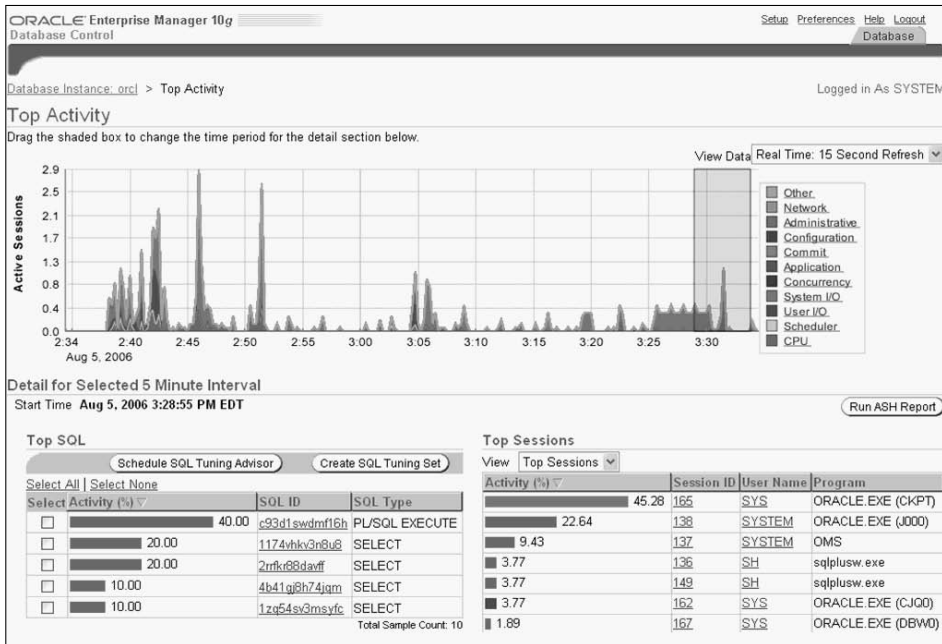 ORACLE Enterprise Manager 10g
Database Control
Setup Preferences Help Logout
Database
Database Instance: orcl > Top Activity
Logged in As SYSTEM
Top Activity
Drag the shaded box to change the time period for the detail section below.
View Data Real Time: 15 Second Refresh
Active Sessions
2.9
2.5
2.1
1.7
1.3
0.8
0.4
0.0
2:34 2:40 2:45 2:50 2:55 3:00 3:05 3:10 3:15 3:20 3:25 3:30
Aug 5, 2006
Other
Network
Administrative
Configuration
Commit
Application
Concurrency
System I/O
User I/O
Scheduler
CPU
Detail for Selected 5 Minute Interval
Start Time Aug 5, 2006 3:28:55 PM EDT
Run ASH Report
Top SQL
Schedule SQL Tuning Advisor Create SQL Tuning Set
Select All | Select None
Select Activity (%) SQL ID SQL Type
40.00 c93d1swdmf16h PL/SQL EXECUTE
20.00 1174vhkv3n8u8 SELECT
20.00 2rrfkr88davff SELECT
10.00 4b41gj8h74jqm SELECT
10.00 1zq54sv3msyfc SELECT
Total Sample Count: 10
Top Sessions
View Top Sessions
Activity (%) Session ID User Name Program
45.28 165 SYS ORACLE.EXE (CKPT)
22.64 138 SYSTEM ORACLE.EXE (J000)
9.43 137 SYSTEM OMS
3.77 136 SH sqlplusw.exe
3.77 149 SH sqlplusw.exe
3.77 162 SYS ORACLE.EXE (CJQ0)
1.89 167 SYS ORACLE.EXE (DBW0)